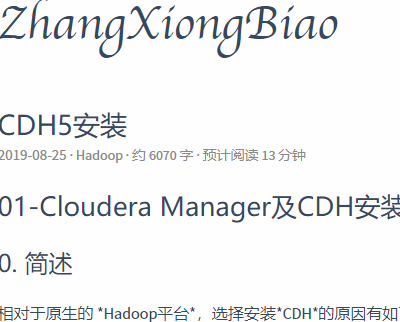 ZhangXiongBiao
CDH5安装
2019-08-25 · Hadoop · 约 6070 字 · 预计阅读 13 分钟
01-Cloudera Manager及CDH安装
0. 简述
相对于原生的 *Hadoop平台*，选择安装*CDH*的原因有如